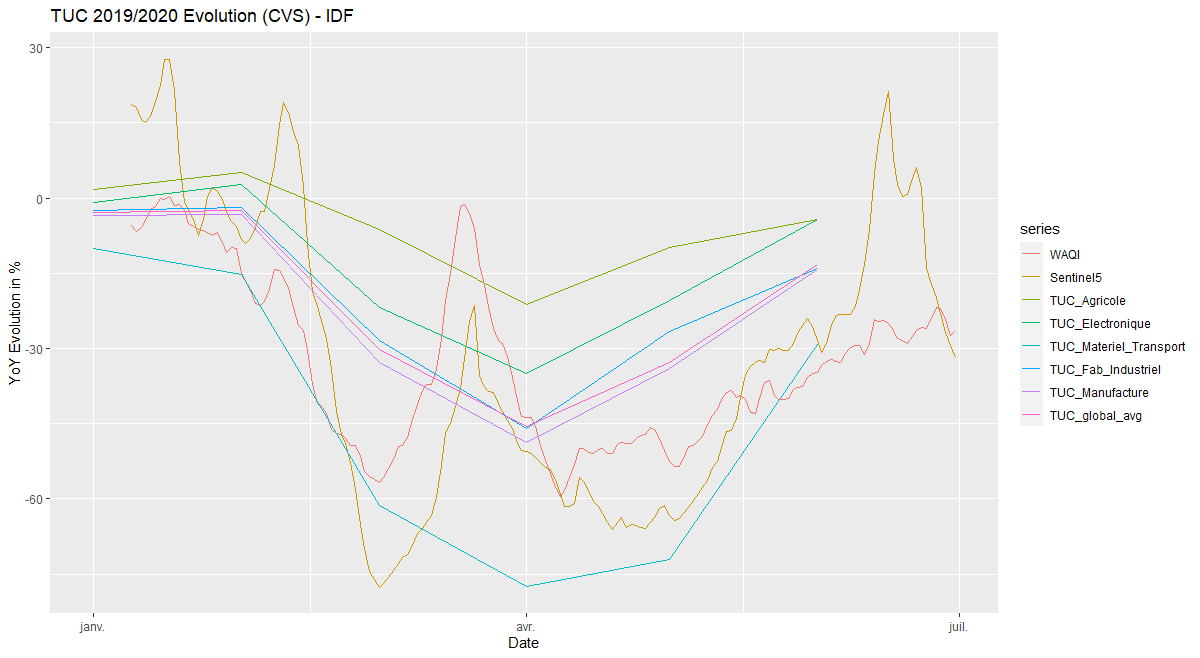 TUC 2019/2020 Evolution (CVS) - IDF
30
0
-30
-60
YoY Evolution in %
janv.
avr.
juil.
Date
series
WAQI
Sentinel5
TUC_Agricole
TUC_Electronique
TUC_Materiel_Transport
TUC_Fab_Industriel
TUC_Manufacture
TUC_global_avg